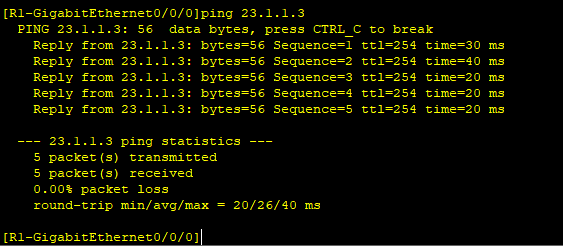 [R1-GigabitEthernet0/0/0]ping 23.1.1.3
PING 23.1.1.3: 56  data bytes, press CTRL_C to break
Reply from 23.1.1.3: bytes=56 Sequence=1 ttl=254 time=30 ms
Reply from 23.1.1.3: bytes=56 Sequence=2 ttl=254 time=40 ms
Reply from 23.1.1.3: bytes=56 Sequence=3 ttl=254 time=20 ms
Reply from 23.1.1.3: bytes=56 Sequence=4 ttl=254 time=20 ms
Reply from 23.1.1.3: bytes=56 Sequence=5 ttl=254 time=20 ms
--- 23.1.1.3 ping statistics ---
5 packet(s) transmitted
5 packet(s) received
0.00% packet loss
round-trip min/avg/max = 20/26/40 ms
[R1-GigabitEthernet0/0/0]